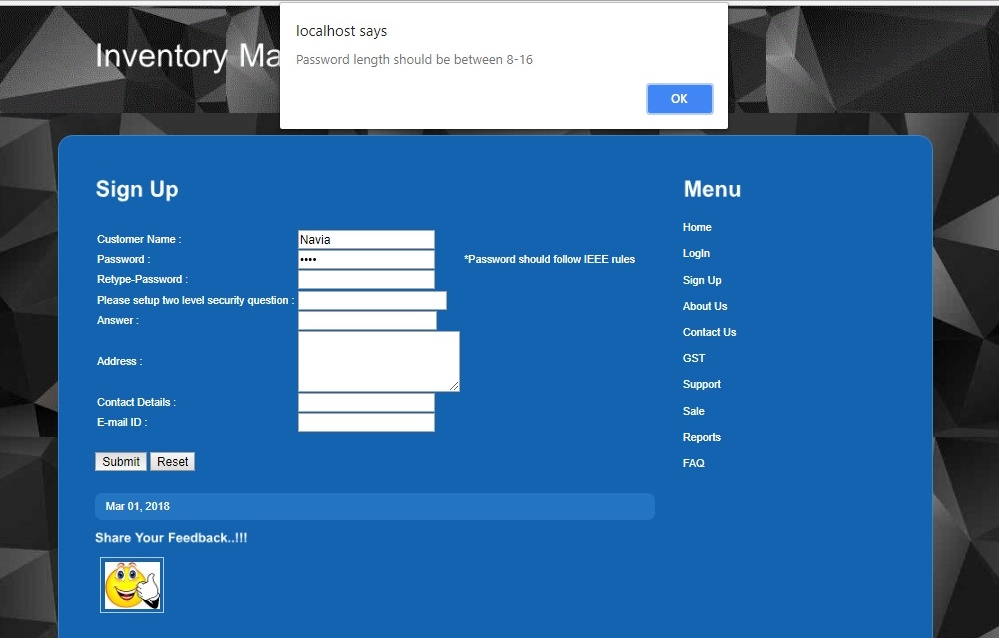 localhost says
Password length should be between 8-16
OK
Inventory Ma
Sign Up
Customer Name :
Navia
Password :
••••
*Password should follow IEEE rules
Retype-Password :
Please setup two level security question :
Answer :
Address :
Contact Details :
E-mail ID :
Submit
Reset
Mar 01, 2018
Share Your Feedback..!!!
Menu
Home
LogIn
Sign Up
About Us
Contact Us
GST
Support
Sale
Reports
FAQ